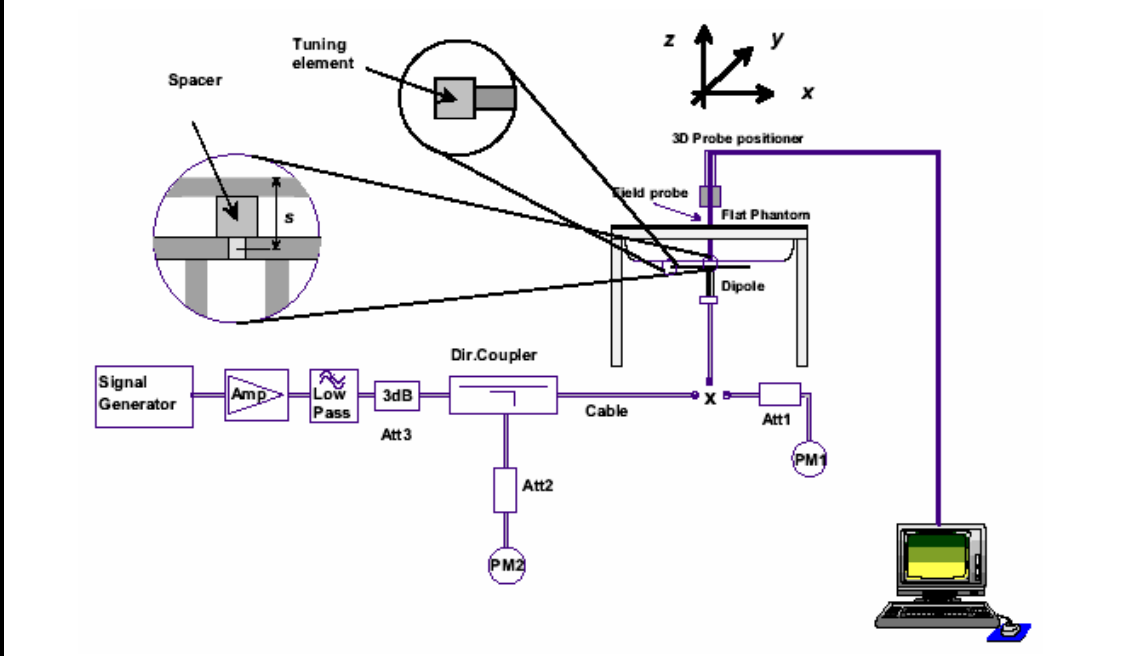 Tuning
element
z
y
x
Spacer
3D Probe positioner
Field probe
Flat Phantom
s
Dipole
Dir.Coupler
Signal
Generator
Amp
Low
Pass
3dB
Att3
Cable
x
Att1
PM1
Att2
PM2